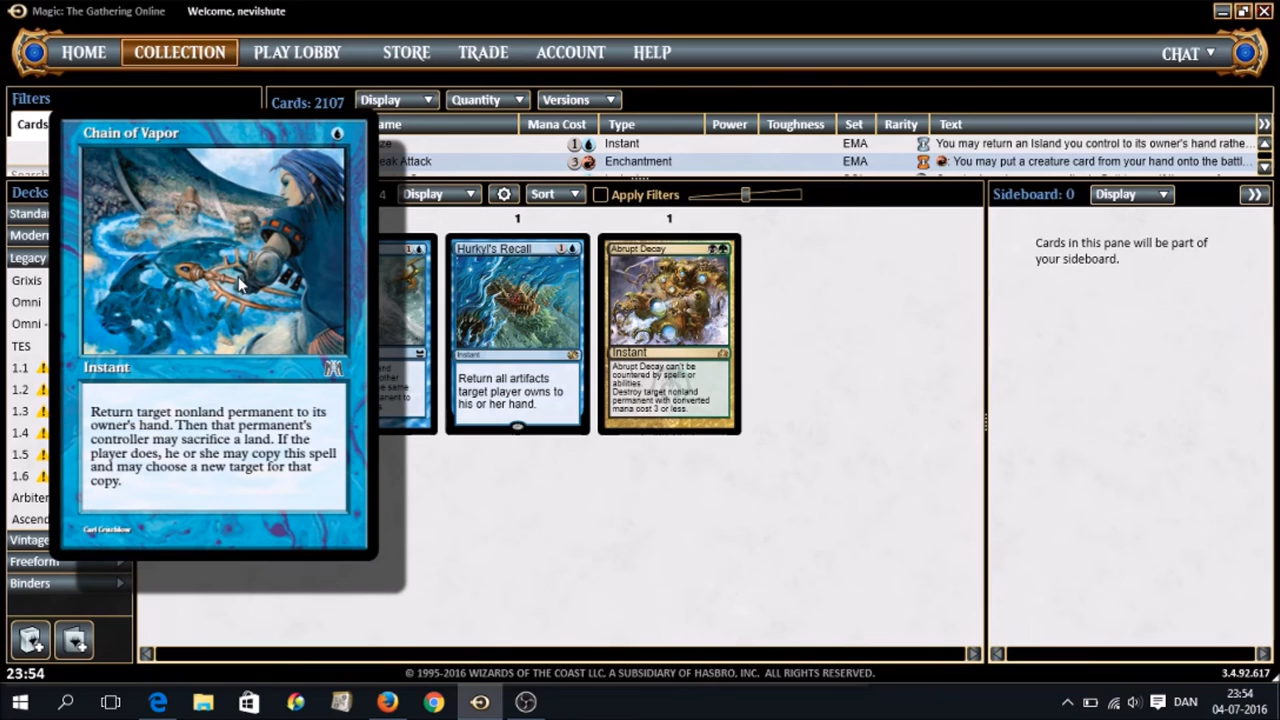 Magic: The Gathering Online Welcome, nevilshute
HOME COLLECTION PLAY LOBBY STORE TRADE ACCOUNT HELP CHAT
Filters
Cards: 2107 Display Quantity Versions
Cards
ame Mana Cost Type Power Toughness Set Rarity Text
1 Instant EMA You may return an Island you control to its owner's hand rathe...
eak Attack 3 Enchantment EMA : You may put a creature card from your hand onto the battl...
Decks
4 Display Sort Apply Filters
Sideboard: 0 Display
Standar
Modern
Legacy
Grixis
Omni
Omni -
TES
1.1
1.2
1.3
1.4
1.5
1.6
Arbiter
Ascend
Vintage
Freeform
Binders
Chain of Vapor
Instant
Return target nonland permanent to its
owner's hand. Then that permanent's
controller may sacrifice a land. If the
player does, he or she may copy this spell
and may choose a new target for that
copy.
1
1
1
Hurkyl's Recall 1
Instant
Return all artifacts
target player owns to
his or her hand.
Abrupt Decay
Instant
Abrupt Decay can't be
countered by spells or
abilities.
Destroy target nonland
permanent with converted
mana cost 3 or less.
Cards in this pane will be part of
your sideboard.
23:54
© 1995-2016 WIZARDS OF THE COAST LLC, A SUBSIDIARY OF HASBRO, INC. ALL RIGHTS RESERVED.
3.4.92.617
DAN
23:54
04-07-2016